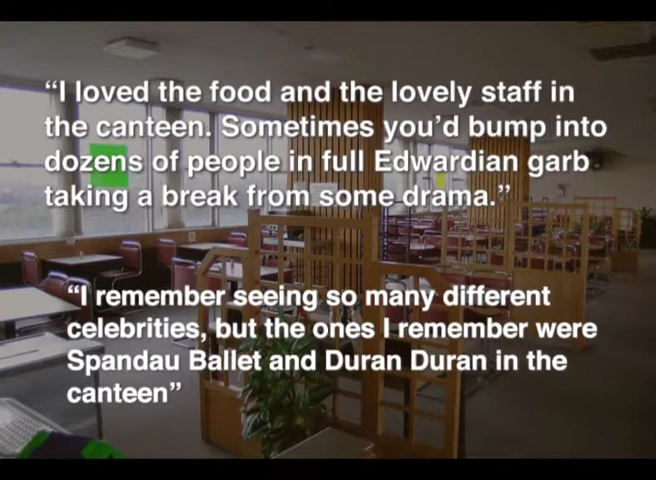 “I loved the food and the lovely staff in
the canteen. Sometimes you’d bump into
dozens of people in full Edwardian garb
taking a break from some drama.”
“I remember seeing so many different
celebrities, but the ones I remember were
Spandau Ballet and Duran Duran in the
canteen”